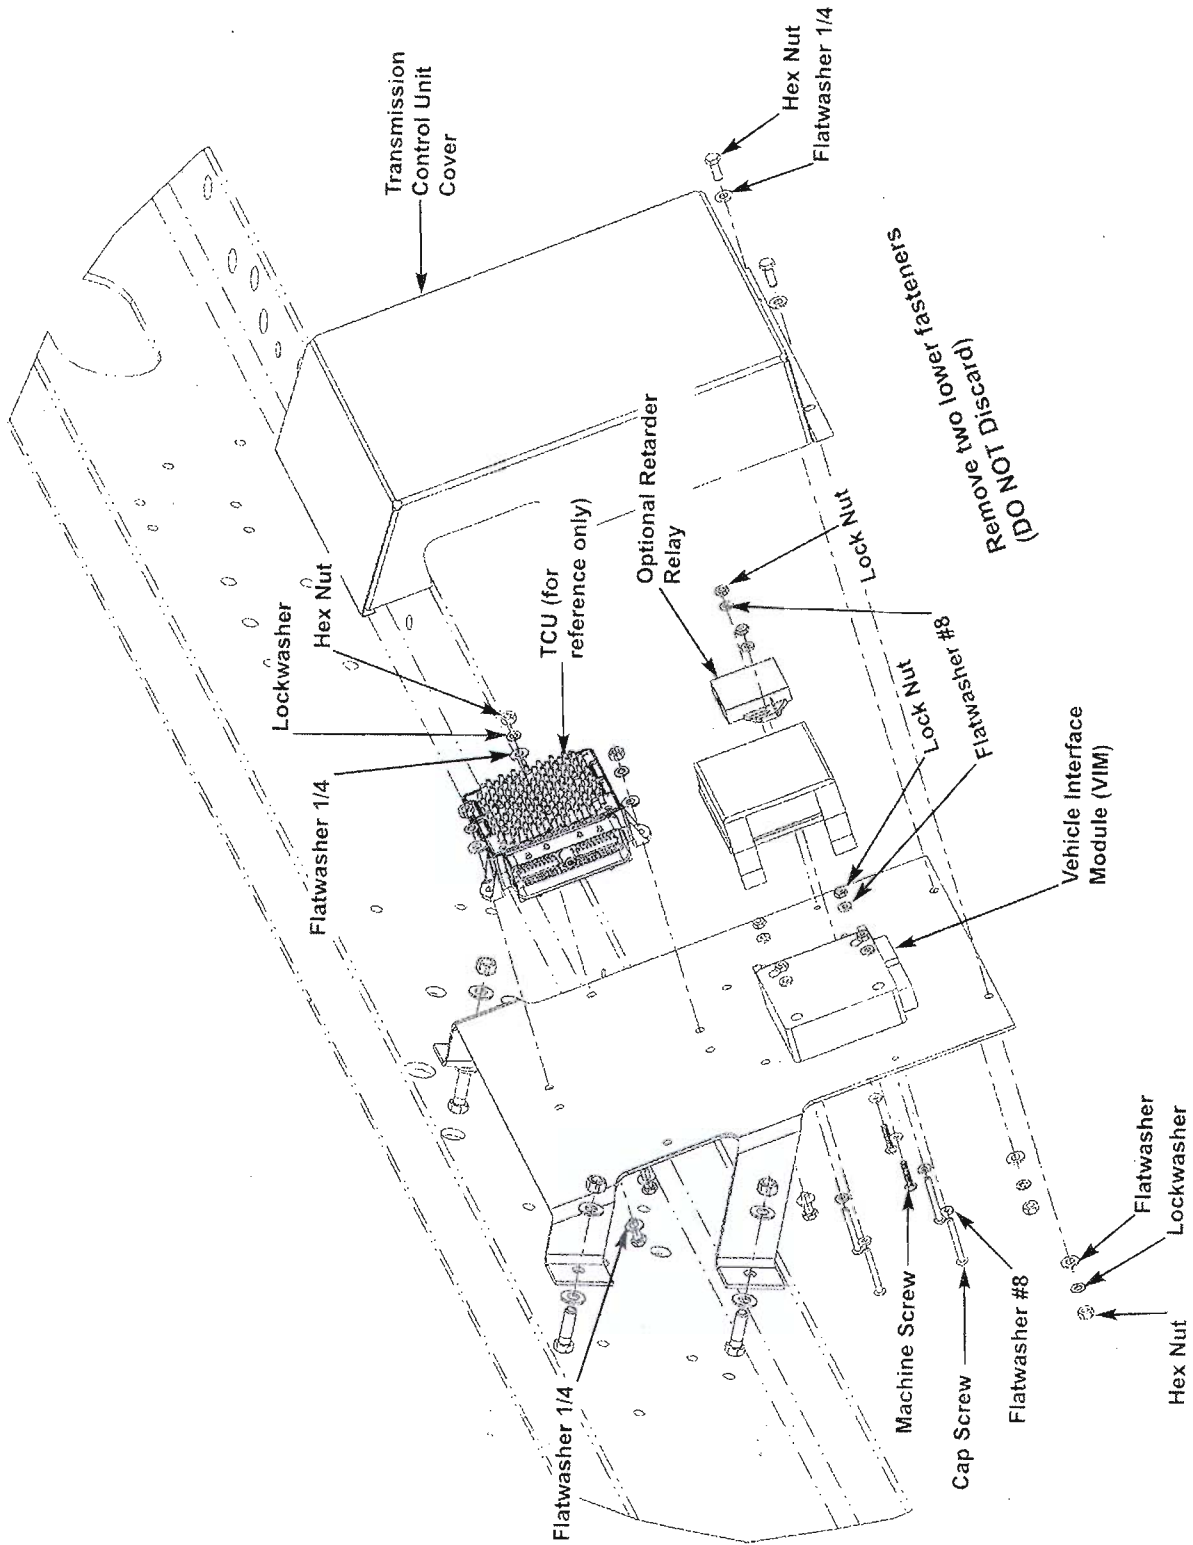 Transmission
Control Unit
Cover
Hex Nut
Flatwasher 1/4
Remove two lower fasteners
(DO NOT Discard)
Lockwasher
Hex Nut
Flatwasher 1/4
TCU (for
reference only)
Optional Retarder
Relay
Lock Nut
Flatwasher #8
Lock Nut
Vehicle Interface
Module (VIM)
Flatwasher 1/4
Machine Screw
Cap Screw
Flatwasher #8
Flatwasher
Lockwasher
Hex Nut